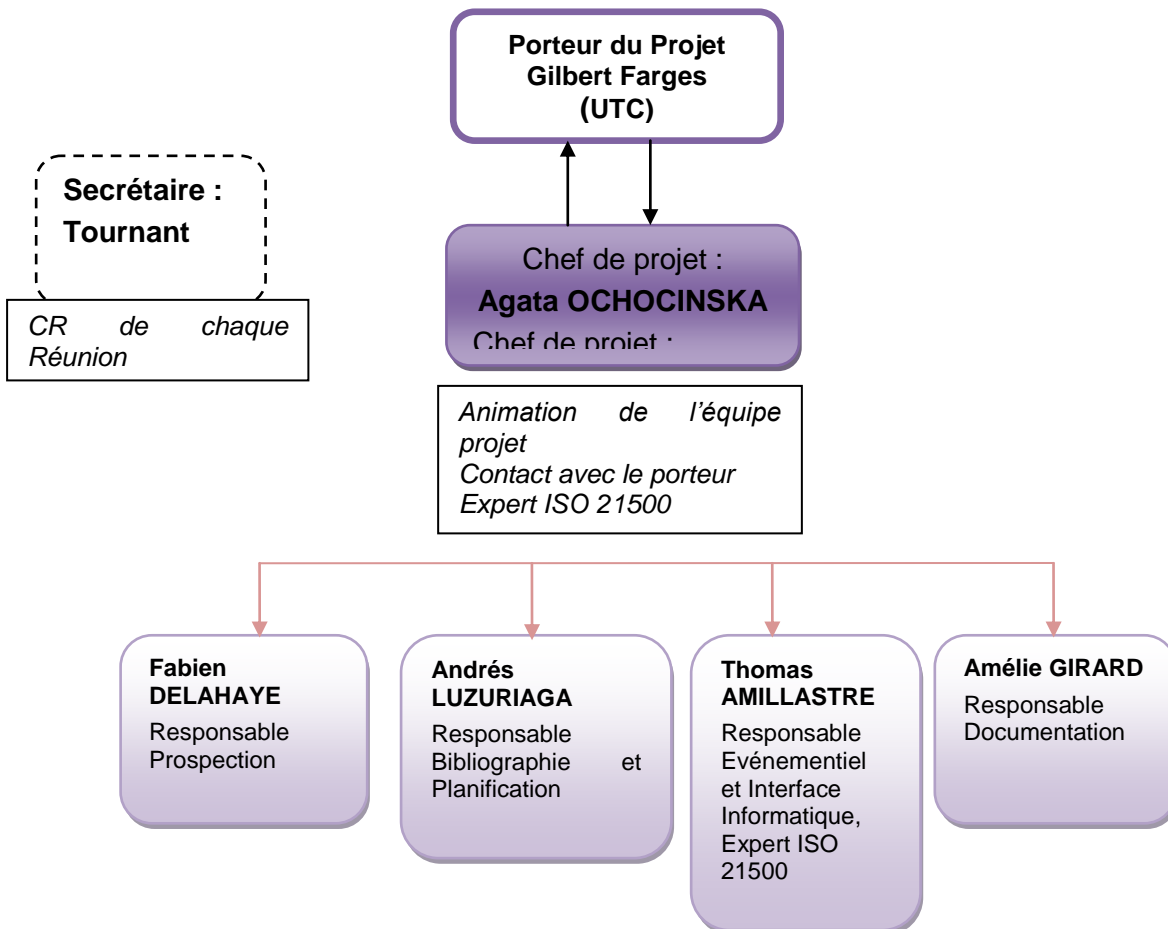 Porteur du Projet
Gilbert Farges
(UTC)
Secrétaire :
Tournant
CR de chaque
Réunion
Chef de projet :
Agata OCHOCINSKA
Chef de projet :
Animation de l’équipe
projet
Contact avec le porteur
Expert ISO 21500
Fabien
DELAHAYE
Responsable
Prospection
Andrés
LUZURIAGA
Responsable
Bibliographie et
Planification
Thomas
AMILLASTRE
Responsable
Evénementiel
et Interface
Informatique,
Expert ISO
21500
Amélie GIRARD
Responsable
Documentation